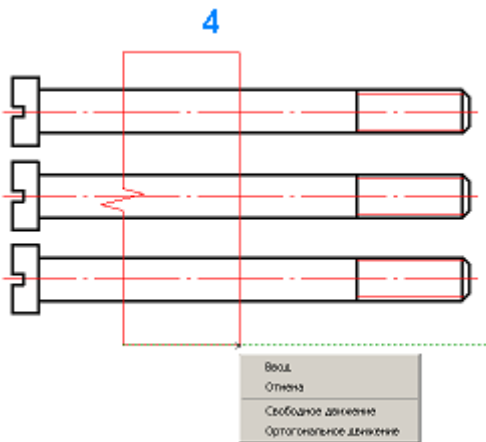 4
Ввод
Отмена
Свободное движение
Ортогональное движение